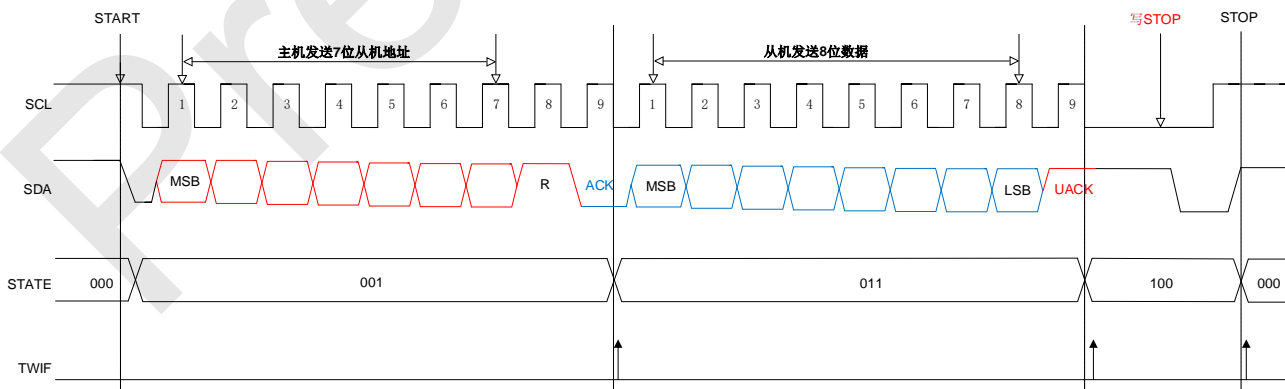 START 写STOP STOP
主机发送7位从机地址 从机发送8位数据
SCL 1 2 3 4 5 6 7 8 9 1 2 3 4 5 6 7 8 9
SDA MSB R ACK MSB LSB UACK
STATE 000 001 011 100 000
TWIF
Pre